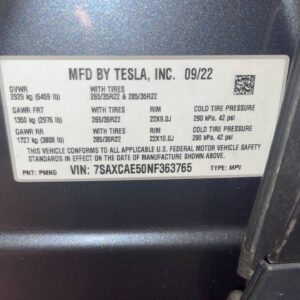 MFD BY TESLA, INC. 09/22
GVWR WITH TIRES
2929 kg (6459 lb) 265/35R22 & 285/35R22
GAWR FRT WITH TIRES RIM COLD TIRE PRESSURE
1350 kg (2976 lb) 265/35R22 22X9.0J 290 kPa, 42 psi
GAWR RR WITH TIRES RIM COLD TIRE PRESSURE
1727 kg (3808 lb) 285/35R22 22X10.0J 290 kPa, 42 psi
THIS VEHICLE CONFORMS TO ALL APPLICABLE U.S. FEDERAL MOTOR VEHICLE SAFETY
STANDARDS IN EFFECT ON THE DATE OF MANUFACTURE SHOWN ABOVE.
PNT: PMNG VIN: 7SAXCAE50NF363765 TYPE: MPV